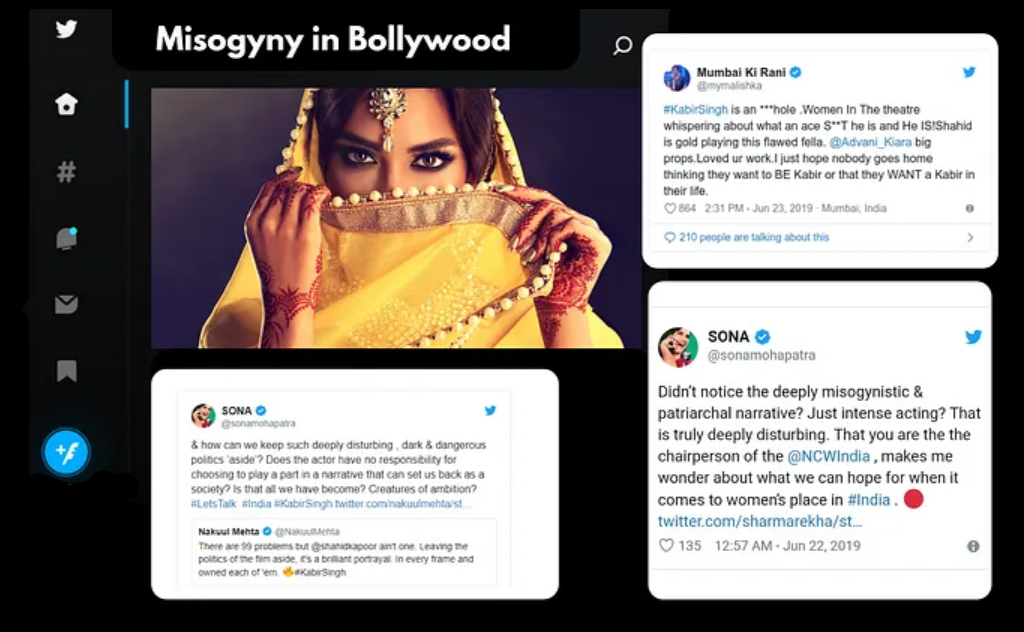 Misogyny in Bollywood
Mumbai Ki Rani
@mymalishka
#KabirSingh is an ***hole .Women In The theatre
whispering about what an ace S**T he is and He IS!Shahid
is gold playing this flawed fella. @Advani_Kiara big
props.Loved ur work.I just hope nobody goes home
thinking they want to BE Kabir or that they WANT a Kabir in
their life.
864 2:31 PM - Jun 23, 2019 · Mumbai, India
210 people are talking about this
SONA
@sonamohapatra
& how can we keep such deeply disturbing , dark & dangerous
politics 'aside'? Does the actor have no responsibility for
choosing to play a part in a narrative that can set us back as a
society? Is that all we have become? Creatures of ambition?
#LetsTalk #India #KabirSingh twitter.com/nakuulmehta/st...
Nakuul Mehta @NakuulMehta
There are 99 problems but @shahidkapoor ain't one. Leaving the
politics of the film aside, it's a brilliant portrayal. In every frame and
owned each of 'em. 🔥#KabirSingh
SONA
@sonamohapatra
Didn't notice the deeply misogynistic &
patriarchal narrative? Just intense acting? That
is truly deeply disturbing. That you are the the
chairperson of the @NCWIndia , makes me
wonder about what we can hope for when it
comes to women's place in #India . 🔴
twitter.com/sharmarekha/st...
135 12:57 AM - Jun 22, 2019